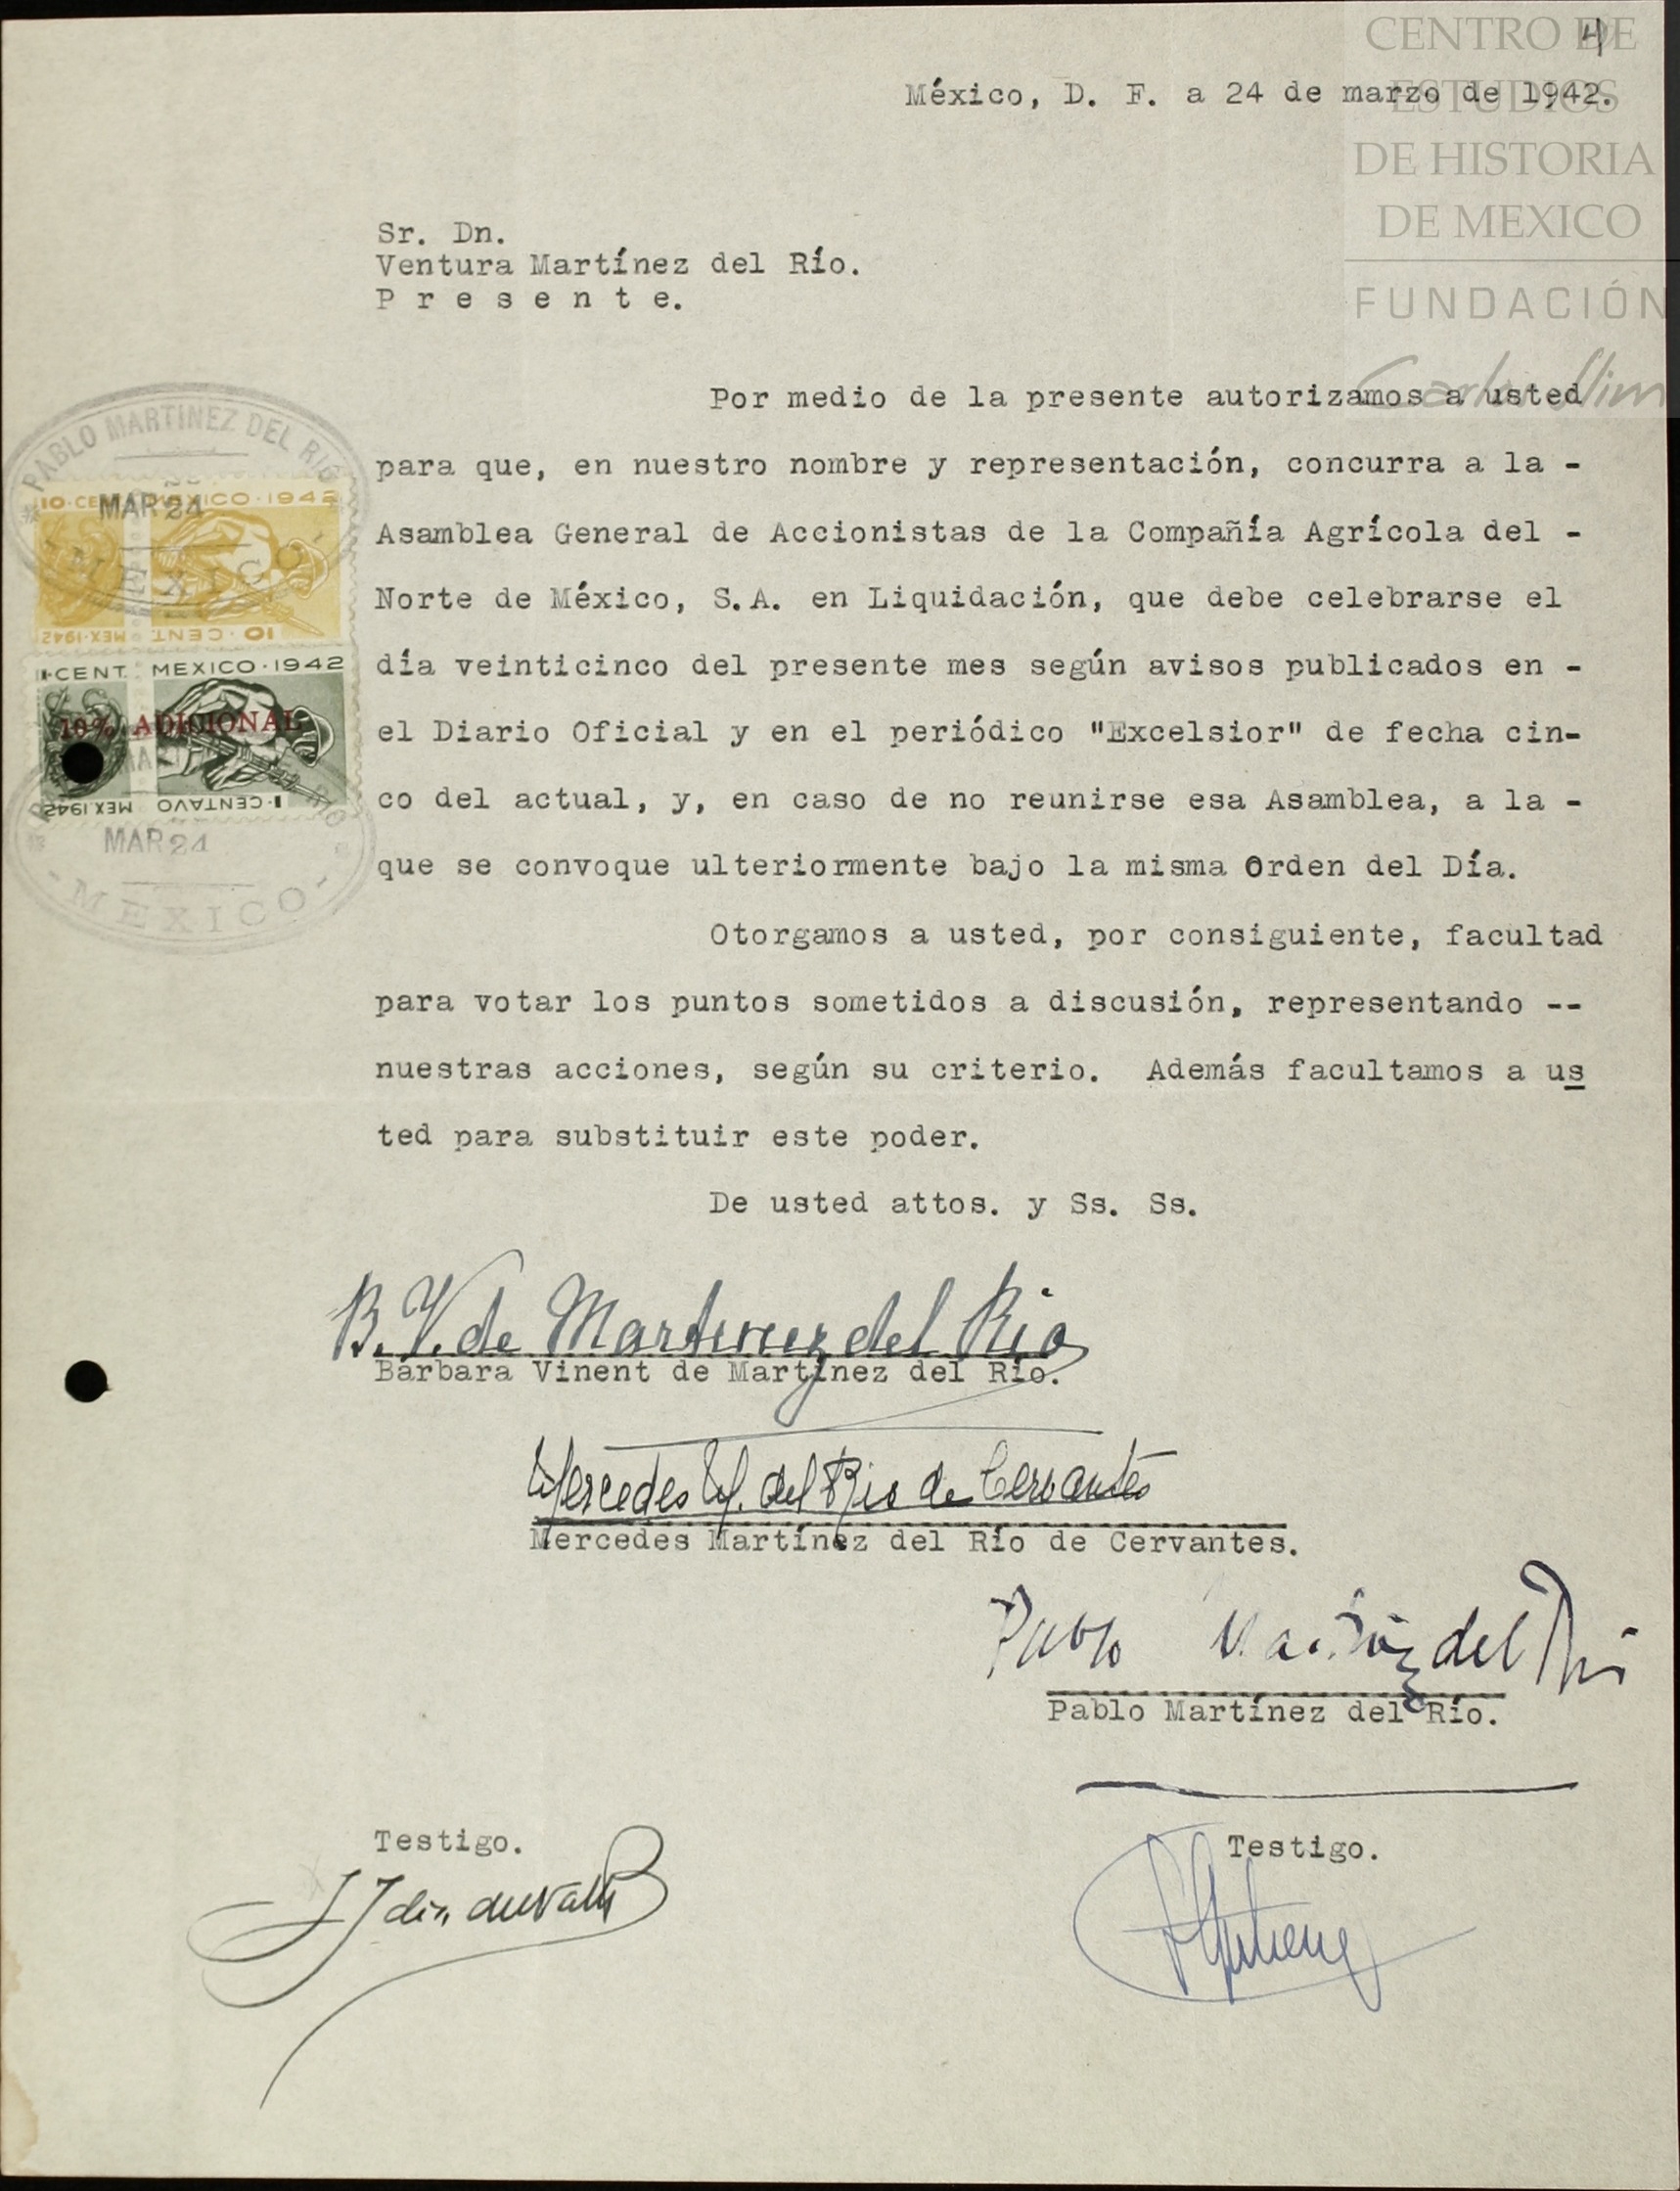 4
CENTRO DE
ESTUDIOS
DE HISTORIA
DE MEXICO
FUNDACIÓN
Carlos Slim
México, D. F. a 24 de marzo de 1942.
Sr. Dn.
Ventura Martínez del Río.
P r e s e n t e.
Por medio de la presente autorizamos a usted
para que, en nuestro nombre y representación, concurra a la -
Asamblea General de Accionistas de la Compañía Agrícola del -
Norte de México, S.A. en Liquidación, que debe celebrarse el
día veinticinco del presente mes según avisos publicados en -
el Diario Oficial y en el periódico "Excelsior" de fecha cin-
co del actual, y, en caso de no reunirse esa Asamblea, a la -
que se convoque ulteriormente bajo la misma Orden del Día.
Otorgamos a usted, por consiguiente, facultad
para votar los puntos sometidos a discusión, representando --
nuestras acciones, según su criterio. Además facultamos a us
ted para substituir este poder.
De usted attos. y Ss. Ss.
PABLO MARTINEZ DEL RIO
10·CENT. MEXICO·1942
MAR 24
MEXICO
10·CENT. MEX·1942
1·CENT. MEXICO·1942
10% ADICIONAL
1·CENTAVO MEX.1942
MAR 24
- MEXICO -
B. V. de Martinez del Rio
Bárbara Vinent de Martínez del Río.
Mercedes M. del Rio de Cervantes
Mercedes Martínez del Río de Cervantes.
Pablo Martínez del Río
Pablo Martínez del Río.
Testigo.
Testigo.